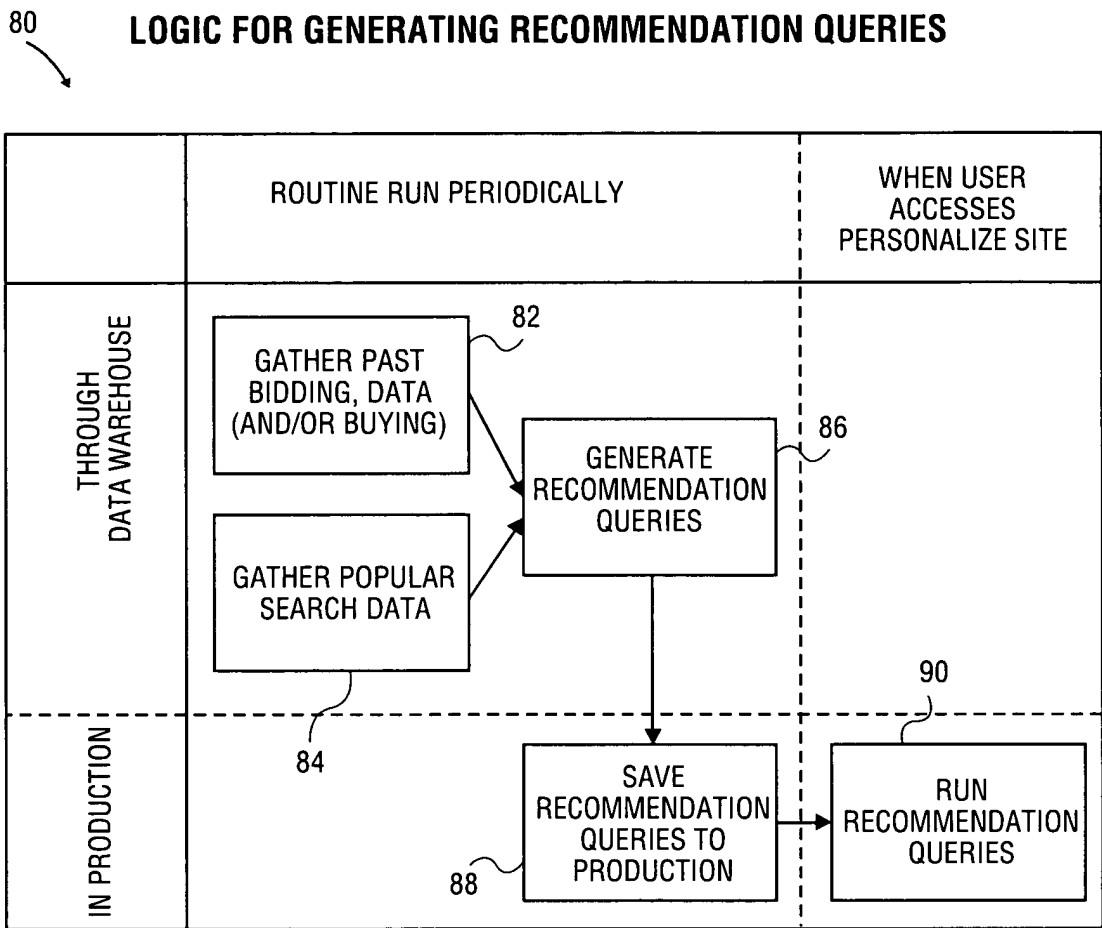 80
LOGIC FOR GENERATING RECOMMENDATION QUERIES
ROUTINE RUN PERIODICALLY
WHEN USER
ACCESSES
PERSONALIZE SITE
THROUGH
DATA WAREHOUSE
GATHER PAST
BIDDING, DATA
(AND/OR BUYING)
82
GENERATE
RECOMMENDATION
QUERIES
86
GATHER POPULAR
SEARCH DATA
84
IN PRODUCTION
SAVE
RECOMMENDATION
QUERIES TO
PRODUCTION
88
90
RUN
RECOMMENDATION
QUERIES